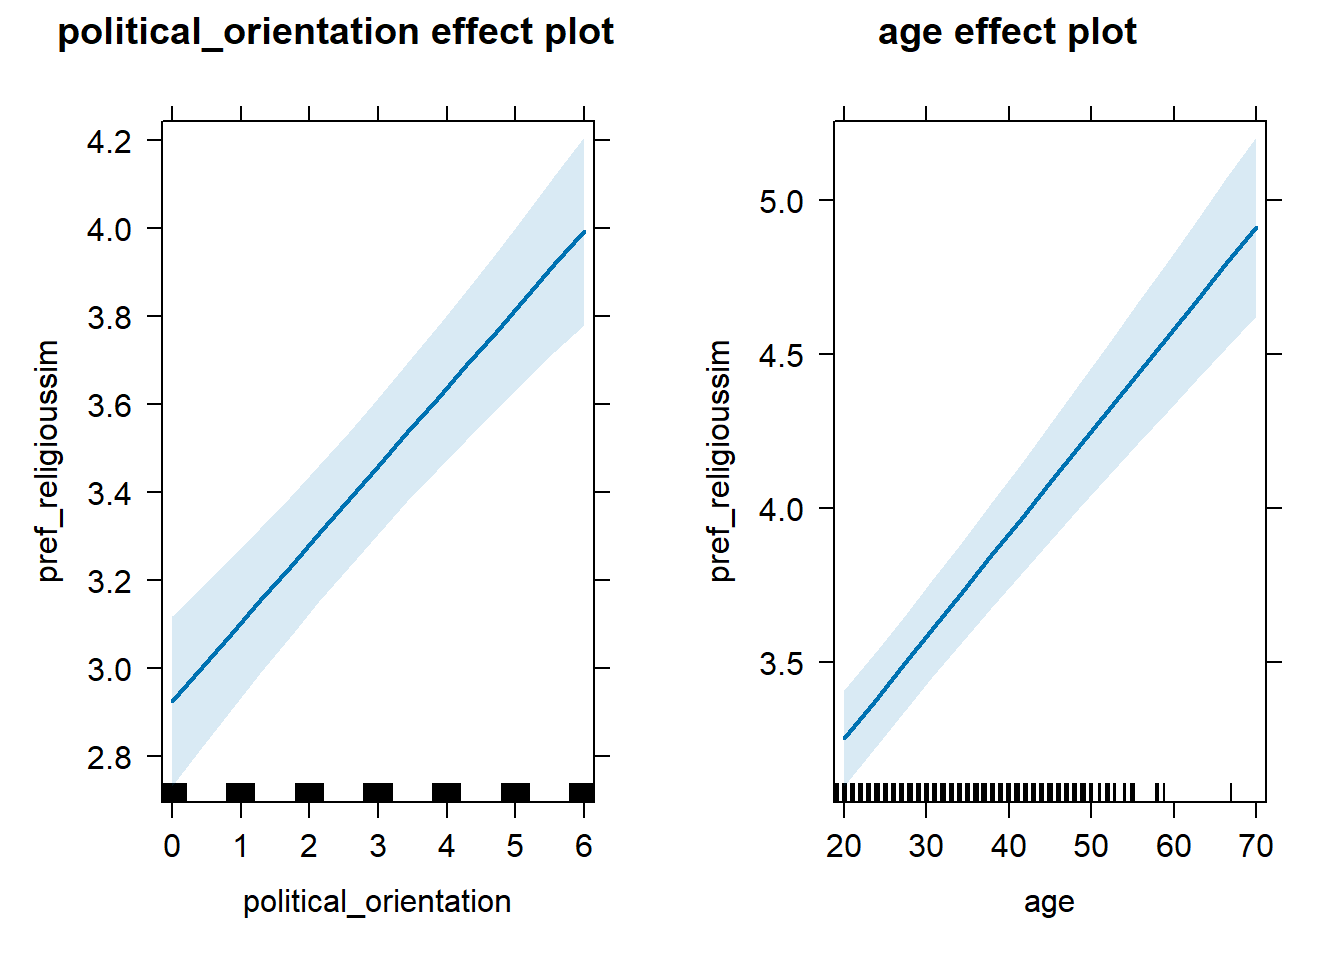 political_orientation effect plot
4.2
4.0
3.8
3.6
3.4
3.2
3.0
2.8
pref_religioussim
0 1 2 3 4 5 6
political_orientation
age effect plot
5.0
4.5
4.0
3.5
pref_religioussim
20 30 40 50 60 70
age